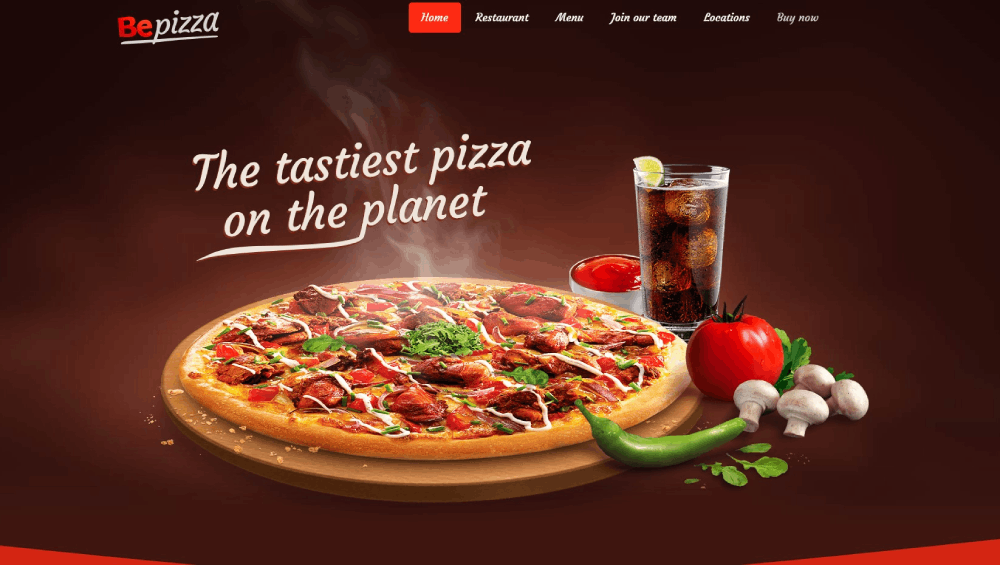 Bepizza
Home Restaurant Menu Join our team Locations Buy now
The tastiest pizza
on the planet